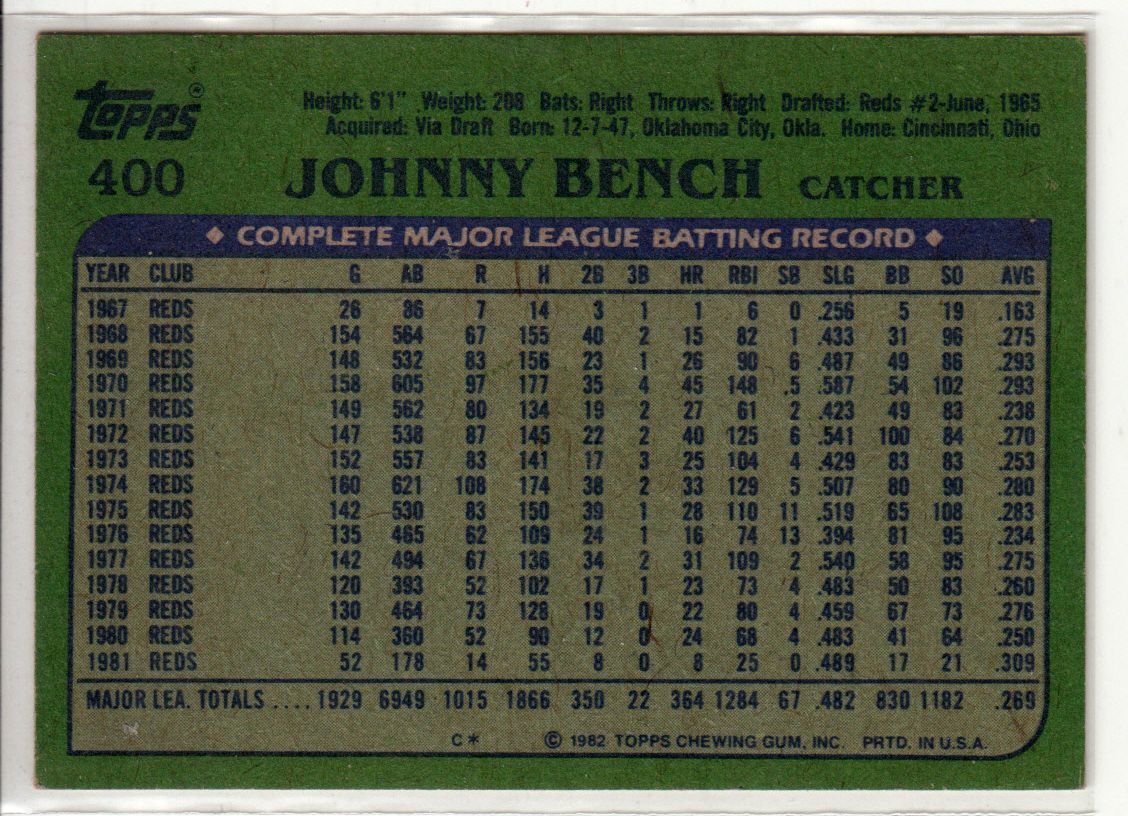 Topps®
Height: 6'1" Weight: 208 Bats: Right Throws: Right Drafted: Reds #2-June, 1965
Acquired: Via Draft Born: 12-7-47, Oklahoma City, Okla. Home: Cincinnati, Ohio
400 JOHNNY BENCH CATCHER
◆ COMPLETE MAJOR LEAGUE BATTING RECORD ◆
YEAR CLUB G AB R H 2B 3B HR RBI SB SLG BB SO AVG
1967 REDS 26 86 7 14 3 1 1 6 0 .256 5 19 .163
1968 REDS 154 564 67 155 40 2 15 82 1 .433 31 96 .275
1969 REDS 148 532 83 156 23 1 26 90 6 .487 49 86 .293
1970 REDS 158 605 97 177 35 4 45 148 5 .587 54 102 .293
1971 REDS 149 562 80 134 19 2 27 61 2 .423 49 83 .238
1972 REDS 147 538 87 145 22 2 40 125 6 .541 100 84 .270
1973 REDS 152 557 83 141 17 3 25 104 4 .429 83 83 .253
1974 REDS 160 621 108 174 38 2 33 129 5 .507 80 90 .280
1975 REDS 142 530 83 150 39 1 28 110 11 .519 65 108 .283
1976 REDS 135 465 62 109 24 1 16 74 13 .394 81 95 .234
1977 REDS 142 494 67 136 34 2 31 109 2 .540 58 95 .275
1978 REDS 120 393 52 102 17 1 23 73 4 .483 50 83 .260
1979 REDS 130 464 73 128 19 0 22 80 4 .459 67 73 .276
1980 REDS 114 360 52 90 12 0 24 68 4 .483 41 64 .250
1981 REDS 52 178 14 55 8 0 8 25 0 .489 17 21 .309
MAJOR LEA. TOTALS .... 1929 6949 1015 1866 350 22 364 1284 67 .482 830 1182 .269
C* © 1982 TOPPS CHEWING GUM, INC. PRTD. IN U.S.A.